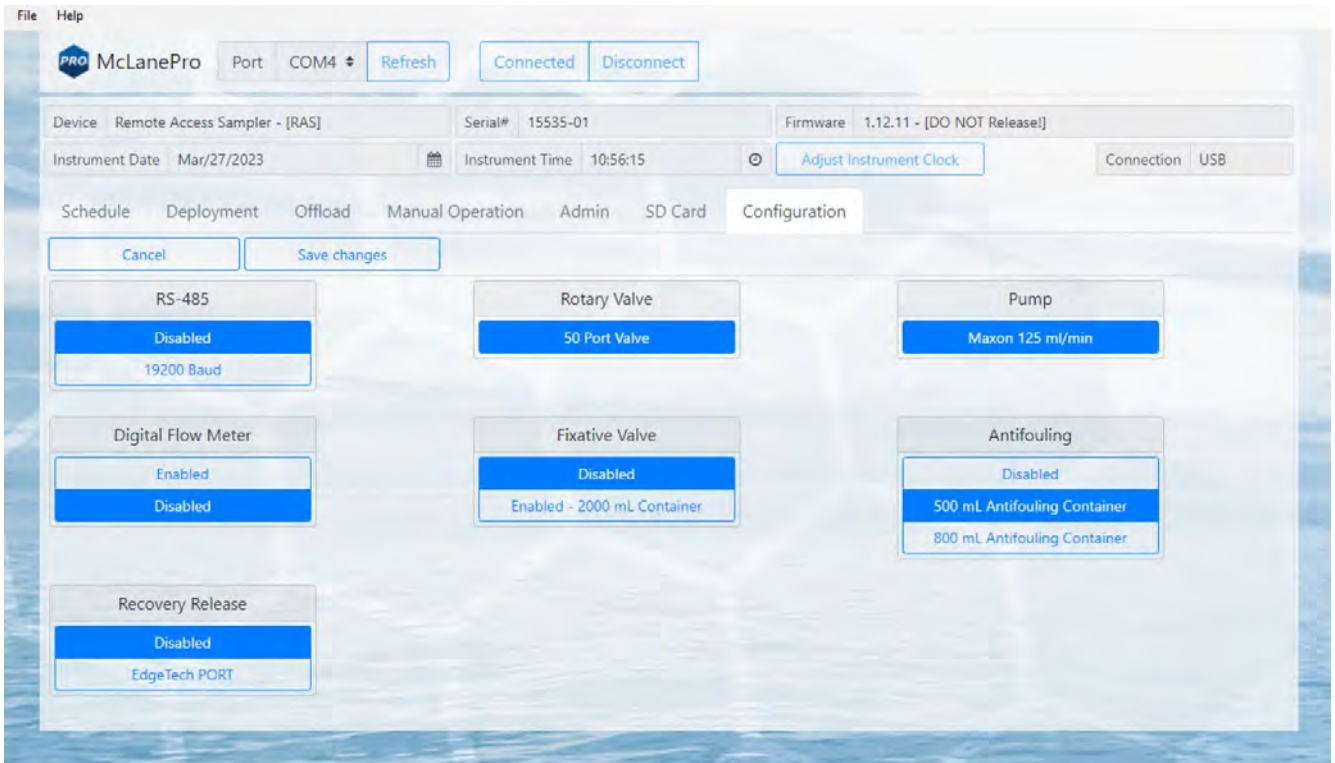 File Help
PRO McLanePro Port COM4 Refresh Connected Disconnect
Device Remote Access Sampler - [RAS] Serial# 15535-01 Firmware 1.12.11 - [DO NOT Release!]
Instrument Date Mar/27/2023 Instrument Time 10:56:15 Adjust Instrument Clock Connection USB
Schedule Deployment Offload Manual Operation Admin SD Card Configuration
Cancel Save changes
RS-485
Disabled
19200 Baud
Rotary Valve
50 Port Valve
Pump
Maxon 125 ml/min
Digital Flow Meter
Enabled
Disabled
Fixative Valve
Disabled
Enabled - 2000 mL Container
Antifouling
Disabled
500 mL Antifouling Container
800 mL Antifouling Container
Recovery Release
Disabled
EdgeTech PORT